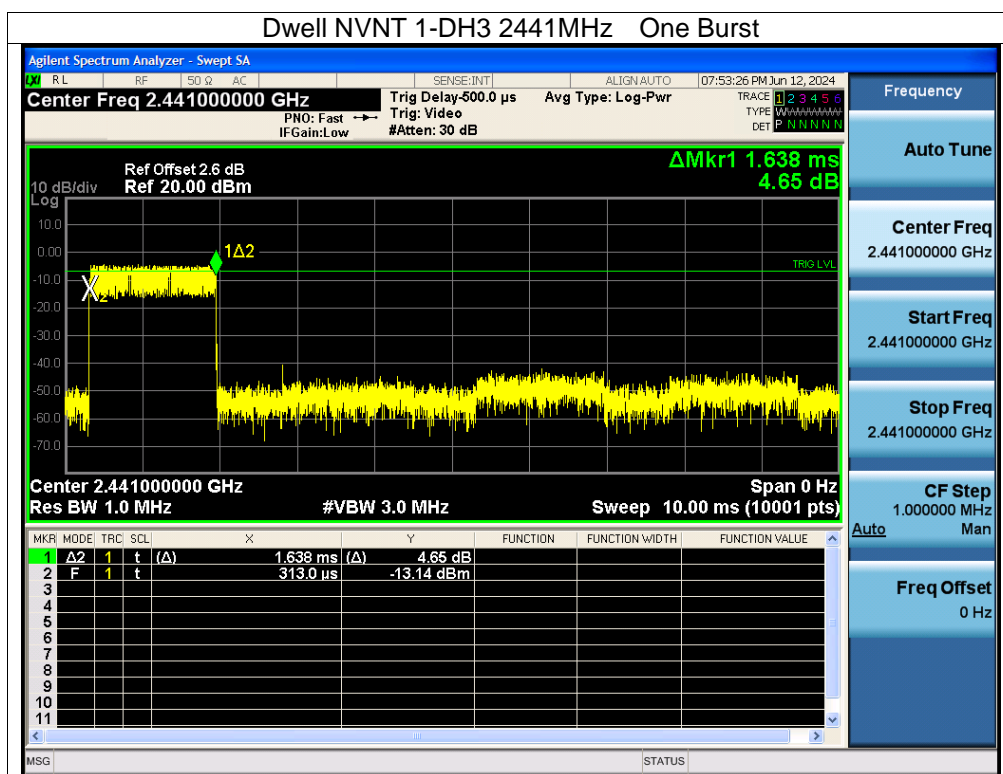 Dwell NVNT 1-DH3 2441MHz One Burst
Agilent Spectrum Analyzer - Swept SA
LXI RL RF 50 Ω AC SENSE:INT ALIGN AUTO 07:53:26 PM Jun 12, 2024
Center Freq 2.441000000 GHz Trig Delay-500.0 µs Avg Type: Log-Pwr TRACE 1 2 3 4 5 6
PNO: Fast Trig: Video TYPE WWWWWW
IFGain:Low #Atten: 30 dB DET P N N N N N
Frequency
Auto Tune
Center Freq
2.441000000 GHz
Start Freq
2.441000000 GHz
Stop Freq
2.441000000 GHz
CF Step
1.000000 MHz
Auto Man
Freq Offset
0 Hz
ΔMkr1 1.638 ms
4.65 dB
Ref Offset 2.6 dB
10 dB/div Ref 20.00 dBm
Log
10.0
0.00
-10.0
-20.0
-30.0
-40.0
-50.0
-60.0
-70.0
1Δ2
2
TRIG LVL
Center 2.441000000 GHz Span 0 Hz
Res BW 1.0 MHz #VBW 3.0 MHz Sweep 10.00 ms (10001 pts)
MKR MODE TRC SCL X Y FUNCTION FUNCTION WIDTH FUNCTION VALUE
1 Δ2 1 t (Δ) 1.638 ms (Δ) 4.65 dB
2 F 1 t 313.0 µs -13.14 dBm
3
4
5
6
7
8
9
10
11
MSG STATUS